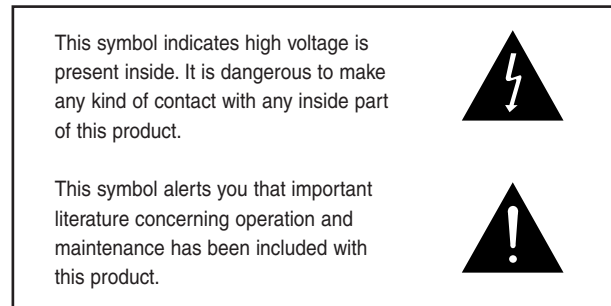 This symbol indicates high voltage is
present inside. It is dangerous to make
any kind of contact with any inside part
of this product.
This symbol alerts you that important
literature concerning operation and
maintenance has been included with
this product.